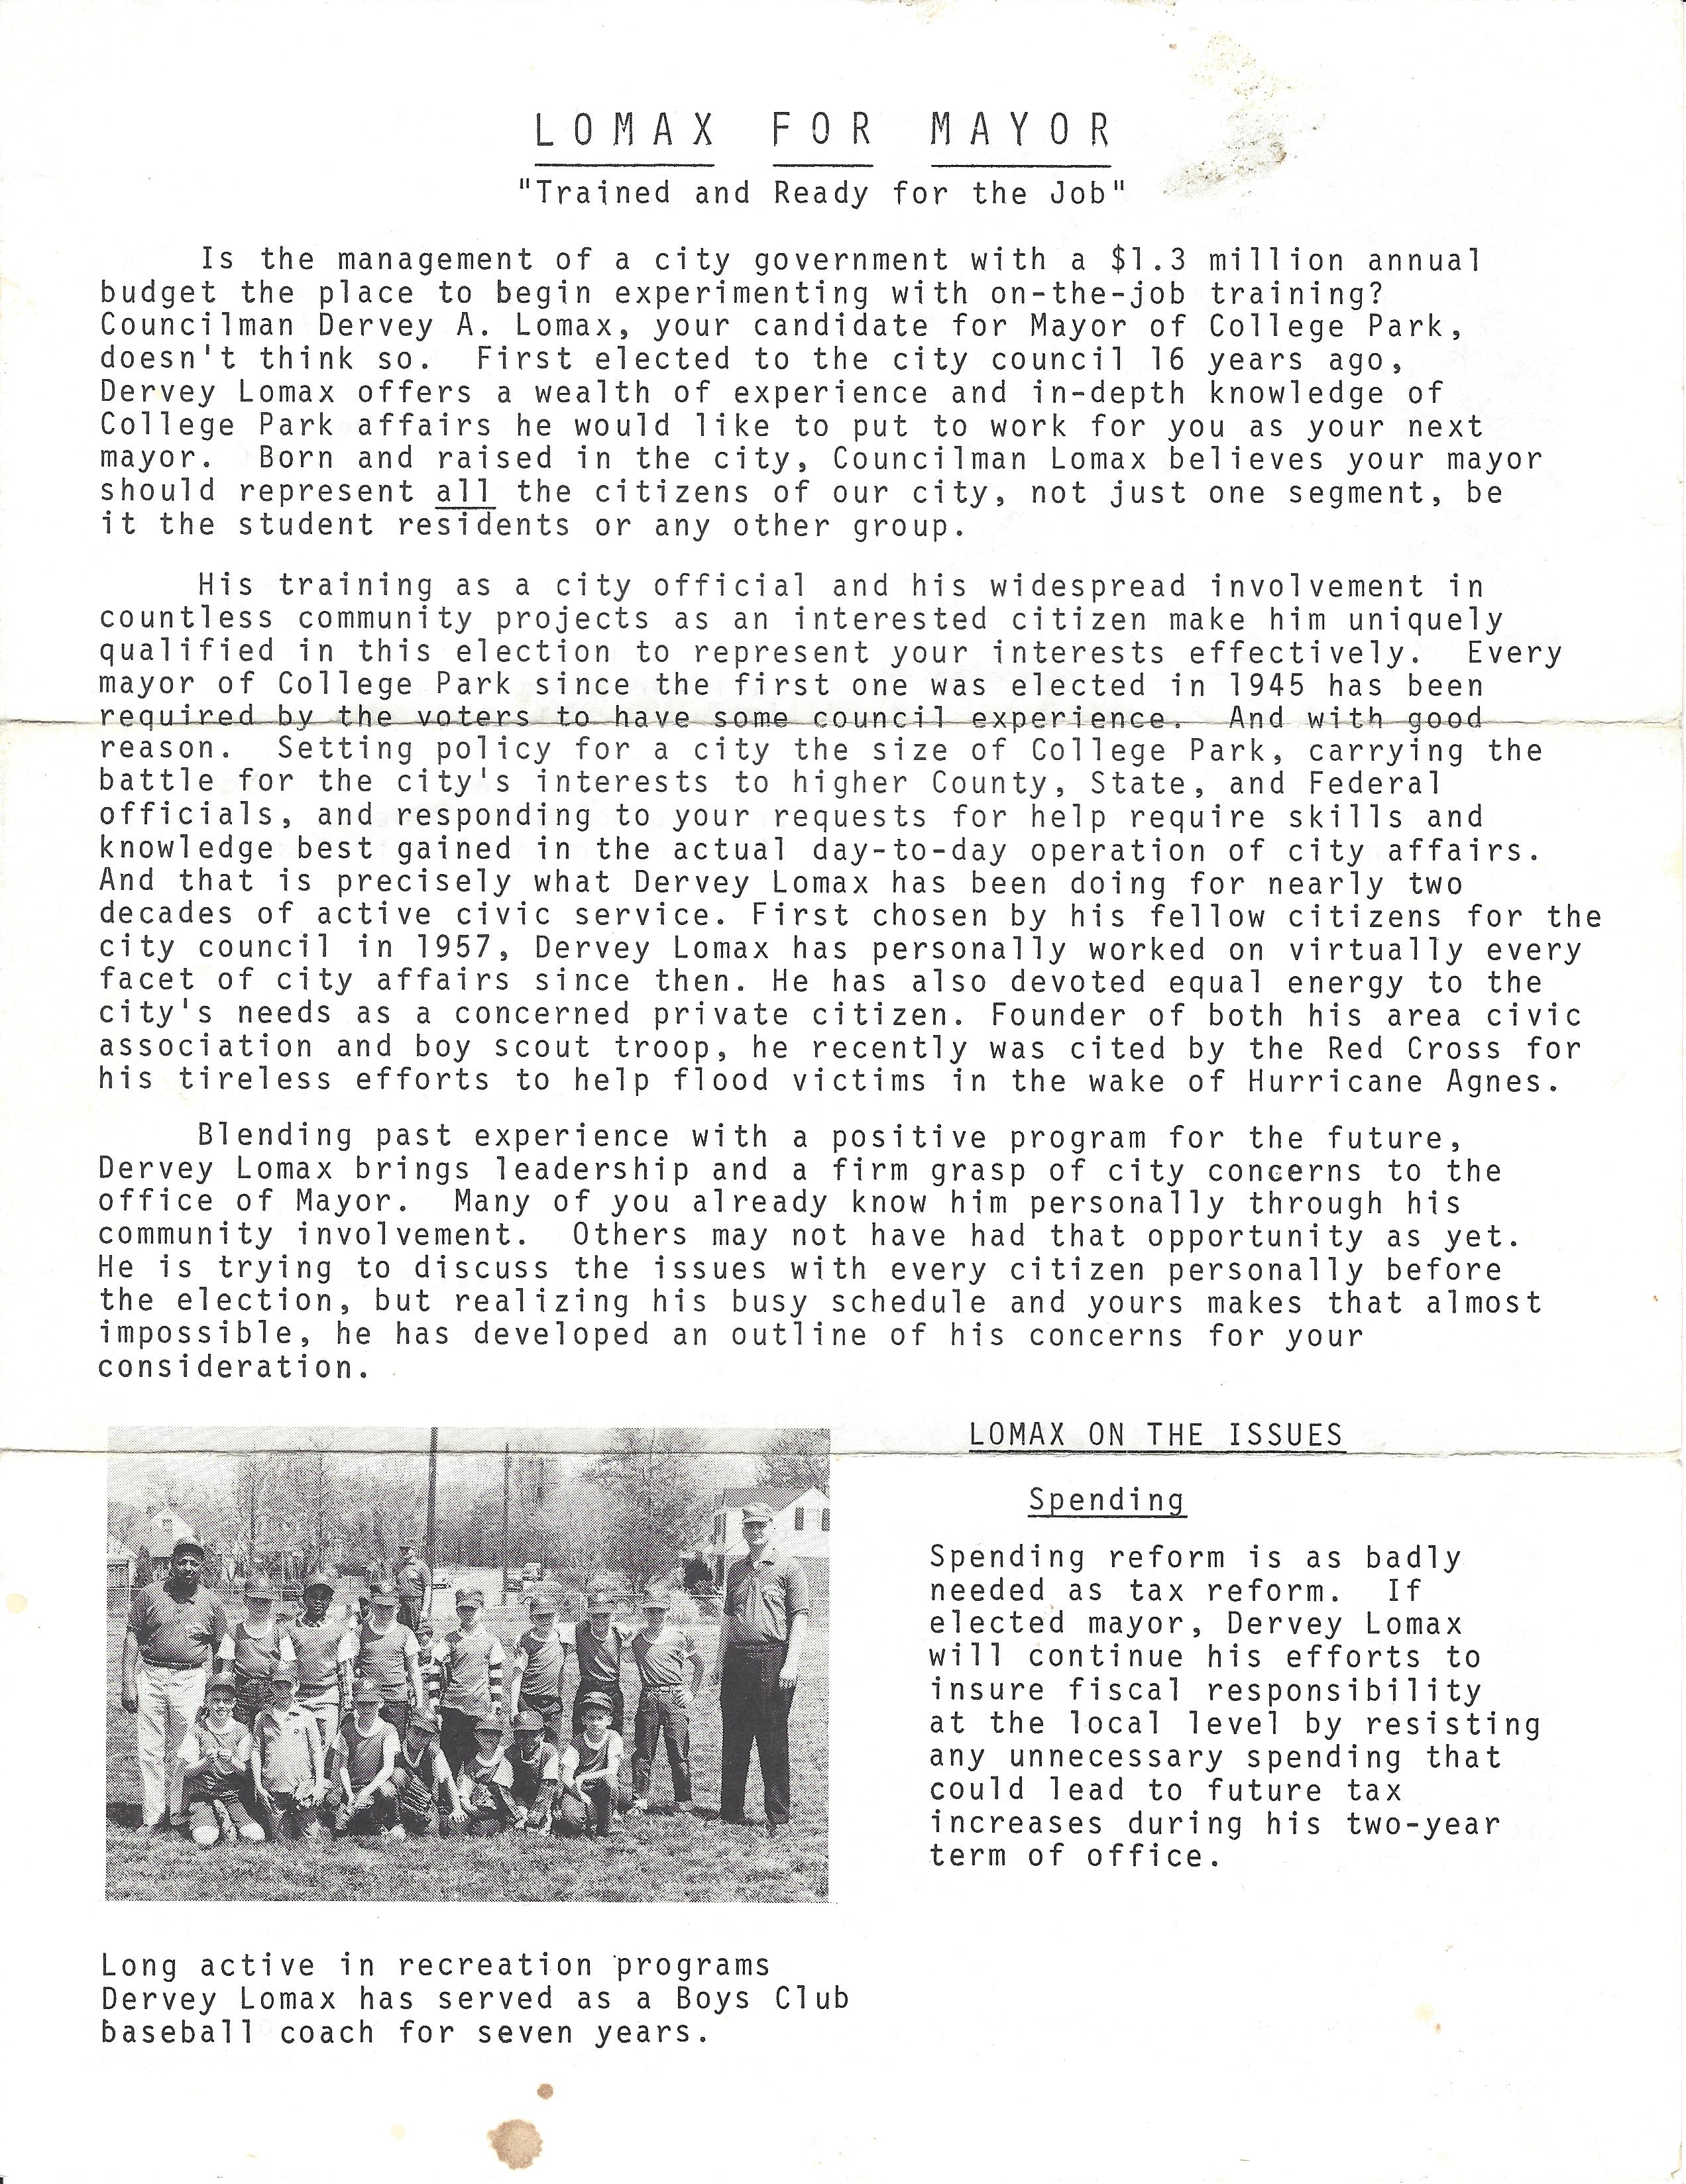 LOMAX FOR MAYOR
"Trained and Ready for the Job"
Is the management of a city government with a $1.3 million annual
budget the place to begin experimenting with on-the-job training?
Councilman Dervey A. Lomax, your candidate for Mayor of College Park,
doesn't think so. First elected to the city council 16 years ago,
Dervey Lomax offers a wealth of experience and in-depth knowledge of
College Park affairs he would like to put to work for you as your next
mayor. Born and raised in the city, Councilman Lomax believes your mayor
should represent all the citizens of our city, not just one segment, be
it the student residents or any other group.
His training as a city official and his widespread involvement in
countless community projects as an interested citizen make him uniquely
qualified in this election to represent your interests effectively. Every
mayor of College Park since the first one was elected in 1945 has been
required by the voters to have some council experience. And with good
reason. Setting policy for a city the size of College Park, carrying the
battle for the city's interests to higher County, State, and Federal
officials, and responding to your requests for help require skills and
knowledge best gained in the actual day-to-day operation of city affairs.
And that is precisely what Dervey Lomax has been doing for nearly two
decades of active civic service. First chosen by his fellow citizens for the
city council in 1957, Dervey Lomax has personally worked on virtually every
facet of city affairs since then. He has also devoted equal energy to the
city's needs as a concerned private citizen. Founder of both his area civic
association and boy scout troop, he recently was cited by the Red Cross for
his tireless efforts to help flood victims in the wake of Hurricane Agnes.
Blending past experience with a positive program for the future,
Dervey Lomax brings leadership and a firm grasp of city concerns to the
office of Mayor. Many of you already know him personally through his
community involvement. Others may not have had that opportunity as yet.
He is trying to discuss the issues with every citizen personally before
the election, but realizing his busy schedule and yours makes that almost
impossible, he has developed an outline of his concerns for your
consideration.
LOMAX ON THE ISSUES
Spending
Spending reform is as badly
needed as tax reform. If
elected mayor, Dervey Lomax
will continue his efforts to
insure fiscal responsibility
at the local level by resisting
any unnecessary spending that
could lead to future tax
increases during his two-year
term of office.
Long active in recreation programs
Dervey Lomax has served as a Boys Club
baseball coach for seven years.